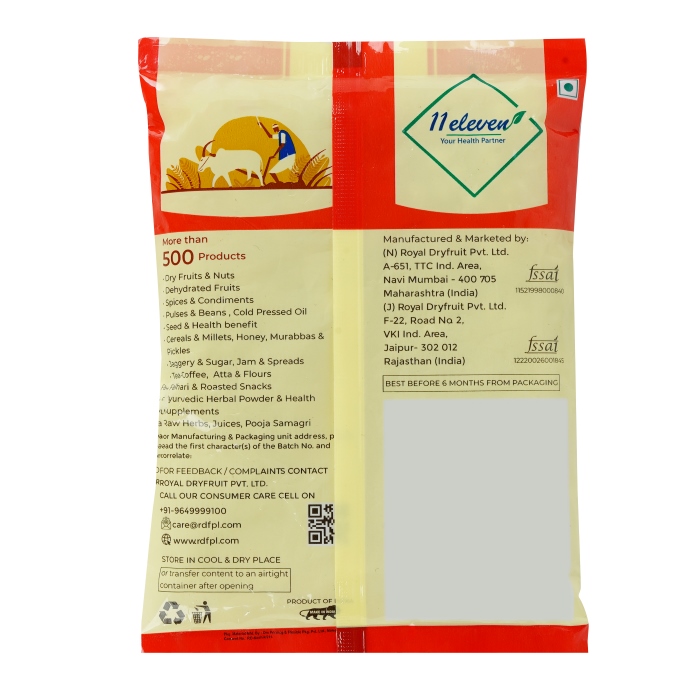 11 eleven
Your Health Partner
More than
500 Products
Dry Fruits & Nuts
Dehydrated Fruits
Spices & Condiments
Pulses & Beans , Cold Pressed Oil
Seed & Health benefit
Cereals & Millets, Honey, Murabbas &
Pickles
Jaggery & Sugar, Jam & Spreads
Coffee, Atta & Flours
& Roasted Snacks
Ayurvedic Herbal Powder & Health
Supplements
Raw Herbs, Juices, Pooja Samagri
For Manufacturing & Packaging unit address, p
read the first character(s) of the Batch No. and
correlate:
FOR FEEDBACK / COMPLAINTS CONTACT
ROYAL DRYFRUIT PVT. LTD.
CALL OUR CONSUMER CARE CELL ON
+91-9649999100
care@rdfpl.com
www.rdfpl.com
STORE IN COOL & DRY PLACE
or transfer content to an airtight
container after opening
PRODUCT OF
MAKE IN INDIA
Manufactured & Marketed by:
(N) Royal Dryfruit Pvt. Ltd.
A-651, TTC Ind. Area,
Navi Mumbai - 400 705
Maharashtra (India)
fssai
11521998000840
(J) Royal Dryfruit Pvt. Ltd.
F-22, Road No. 2,
VKI Ind. Area,
Jaipur- 302 012
Rajasthan (India)
fssai
12220026001845
BEST BEFORE 6 MONTHS FROM PACKAGING